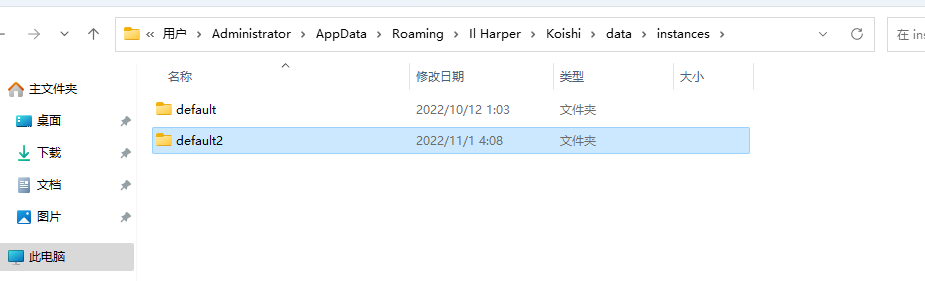 « 用户 › Administrator › AppData › Roaming › Il Harper › Koishi › data › instances ›
在 ins
名称 修改日期 类型 大小
主文件夹
桌面
下载
文档
图片
此电脑
default 2022/10/12 1:03 文件夹
default2 2022/11/1 4:08 文件夹